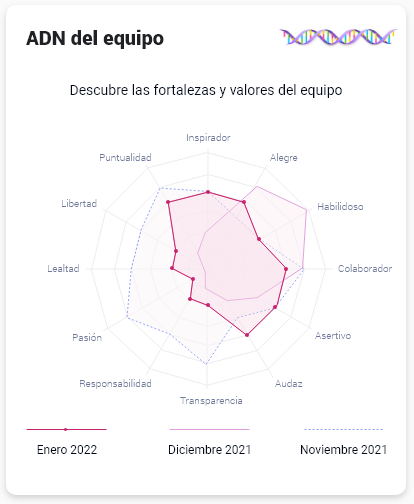 ADN del equipo
Descubre las fortalezas y valores del equipo
Inspirador
Puntualidad
Alegre
Libertad
Habilidoso
Lealtad
Colaborador
Pasión
Asertivo
Responsabilidad
Audaz
Transparencia
Enero 2022
Diciembre 2021
Noviembre 2021